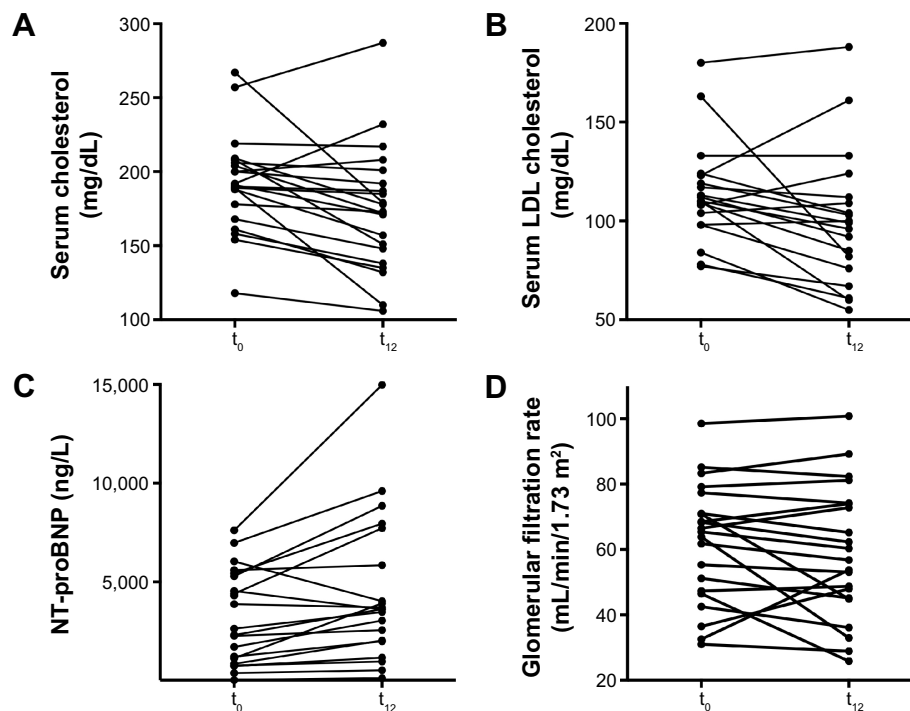 A
Serum cholesterol
(mg/dL)
300
250
200
150
100
t₀
t₁₂
B
Serum LDL cholesterol
(mg/dL)
200
150
100
50
t₀
t₁₂
C
NT-proBNP (ng/L)
15,000
10,000
5,000
t₀
t₁₂
D
Glomerular filtration rate
(mL/min/1.73 m²)
100
80
60
40
20
t₀
t₁₂